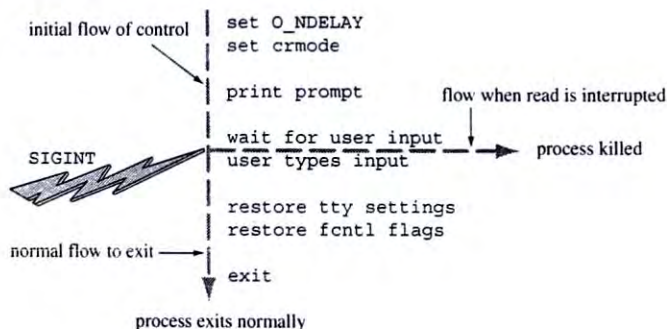 set O_NDELAY
initial flow of control
set crmode
print prompt
flow when read is interrupted
wait for user input
SIGINT
user types input
process killed
restore tty settings
restore fcntl flags
normal flow to exit
exit
process exits normally